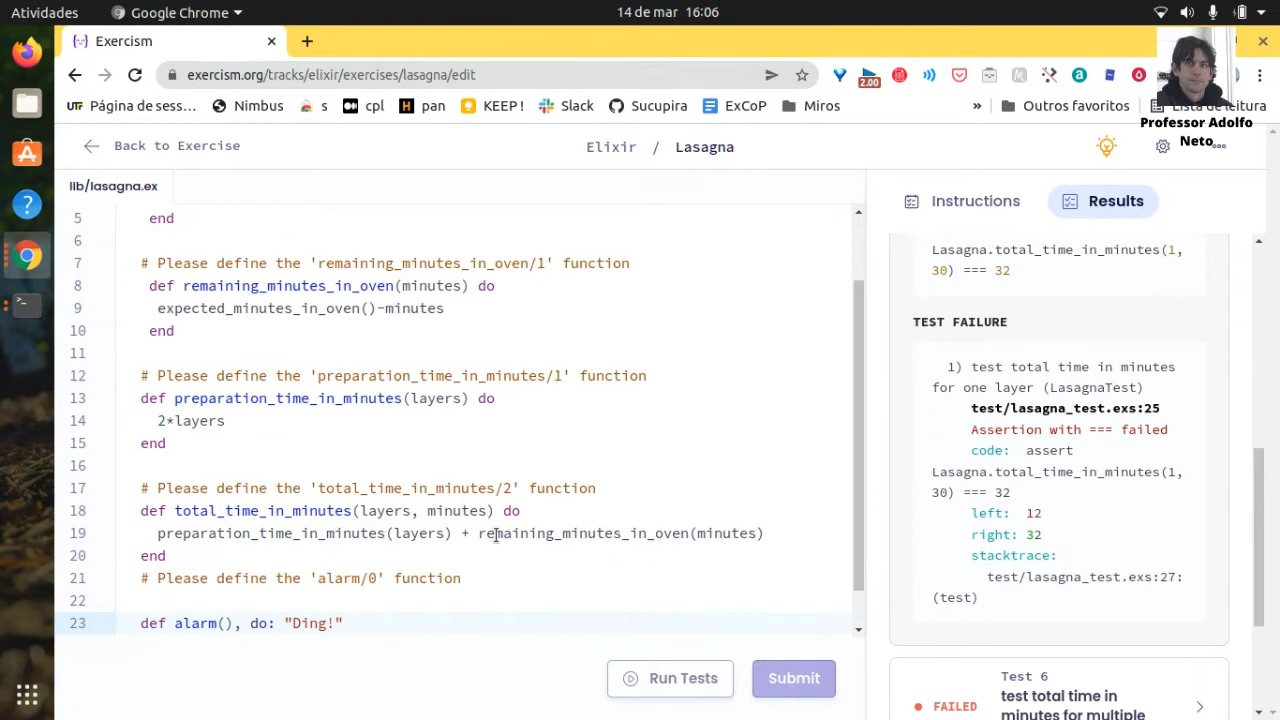 Atividades
Google Chrome
14 de mar 16:06
Exercism
exercism.org/tracks/elixir/exercises/lasagna/edit
2.00
UTF Página de sess…
Nimbus
s
cpl
H pan
KEEP!
Slack
Sucupira
ExCoP
Miros
»
Outros favoritos
Lista de leitura
Professor Adolfo
Neto...
Back to Exercise
Elixir / Lasagna
lib/lasagna.ex
Instructions
Results
5 end
6
7 # Please define the 'remaining_minutes_in_oven/1' function
8 def remaining_minutes_in_oven(minutes) do
9 expected_minutes_in_oven()-minutes
10 end
11
12 # Please define the 'preparation_time_in_minutes/1' function
13 def preparation_time_in_minutes(layers) do
14 2*layers
15 end
16
17 # Please define the 'total_time_in_minutes/2' function
18 def total_time_in_minutes(layers, minutes) do
19 preparation_time_in_minutes(layers) + remaining_minutes_in_oven(minutes)
20 end
21 # Please define the 'alarm/0' function
22
23 def alarm(), do: "Ding!"
Run Tests
Submit
Lasagna.total_time_in_minutes(1,
30) === 32
TEST FAILURE
1) test total time in minutes
for one layer (LasagnaTest)
test/lasagna_test.exs:25
Assertion with === failed
code: assert
Lasagna.total_time_in_minutes(1,
30) === 32
left: 12
right: 32
stacktrace:
test/lasagna_test.exs:27:
(test)
Test 6
FAILED
test total time in
minutes for multiple